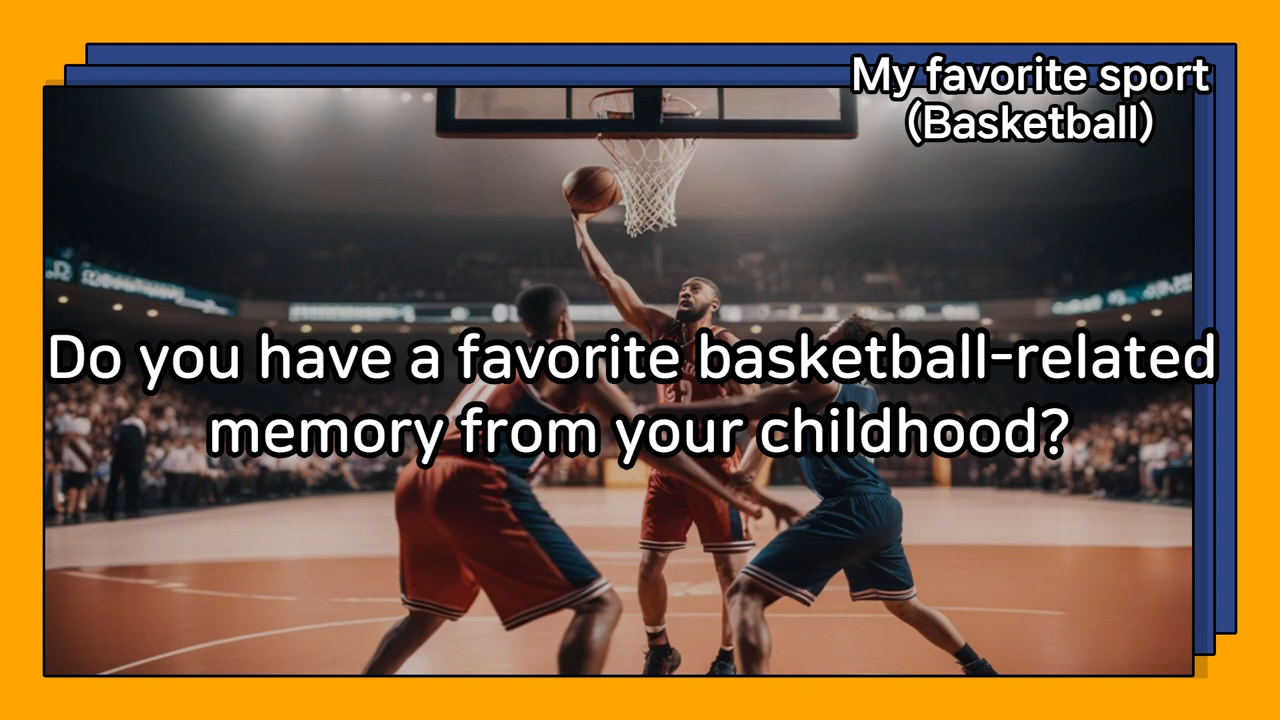 My favorite sport
(Basketball)
Do you have a favorite basketball-related
memory from your childhood?